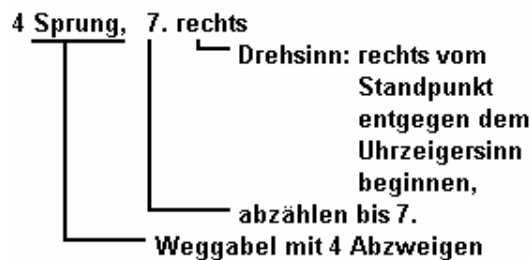 4 Sprung, 7. rechts
Drehsinn: rechts vom
Standpunkt
entgegen dem
Uhrzeigersinn
beginnen,
abzählen bis 7.
Weggabel mit 4 Abzweigen